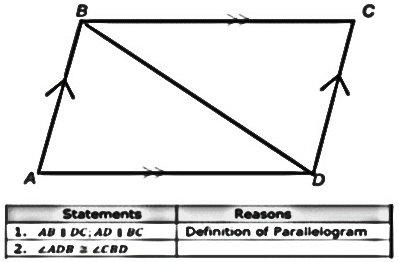 B
C
A
D
Statements Reasons
1. AB ∥ DC; AD ∥ BC Definition of Parallelogram
2. ∠ADB ≅ ∠CBD